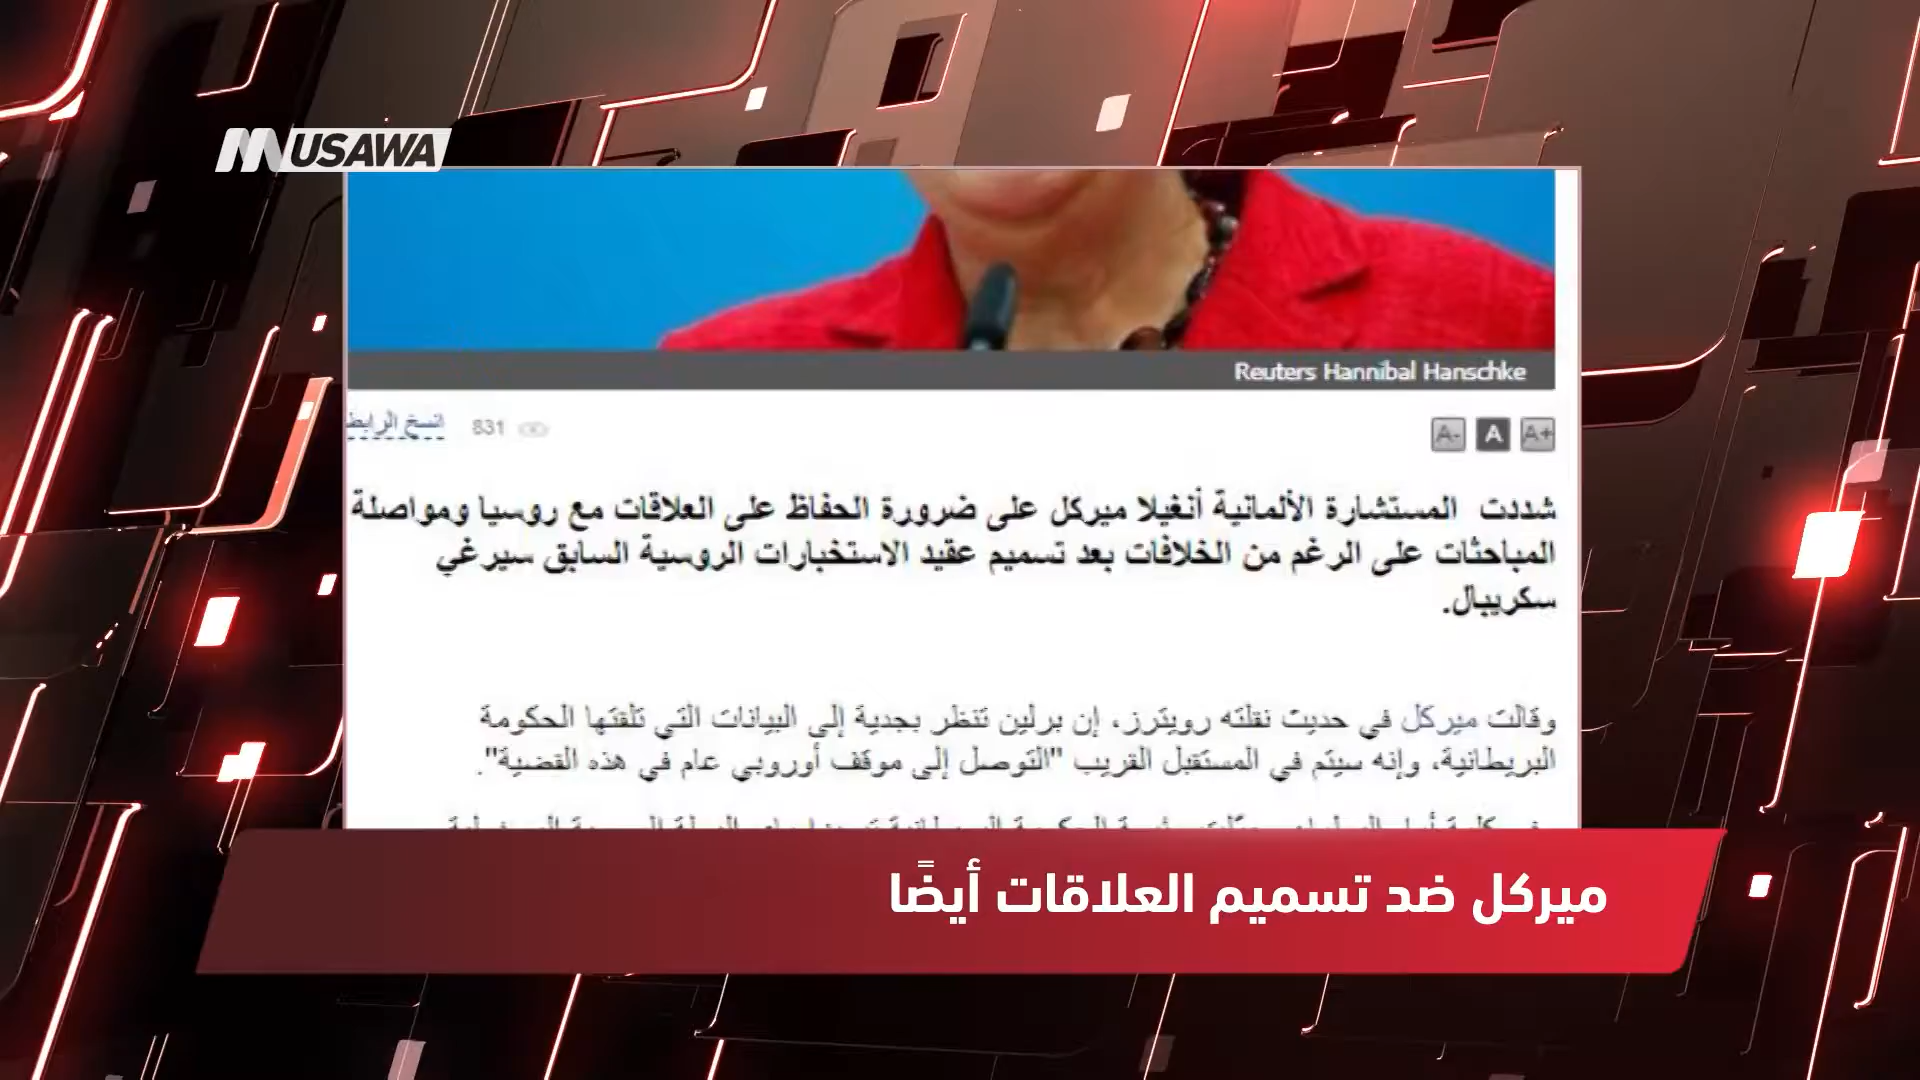 MUSAWA
Reuters Hannibal Hanschke
A- A A+
831
انسخ الرابط
شددت المستشارة الألمانية أنغيلا ميركل على ضرورة الحفاظ على العلاقات مع روسيا ومواصلة
المباحثات على الرغم من الخلافات بعد تسميم عقيد الاستخبارات الروسية السابق سيرغي
سكريبال.
وقالت ميركل في حديث نقلته رويترز، إن برلين تنظر بجدية إلى البيانات التي تلقتها الحكومة
البريطانية، وإنه سيتم في المستقبل القريب "التوصل إلى موقف أوروبي عام في هذه القضية".
ميركل ضد تسميم العلاقات أيضًا